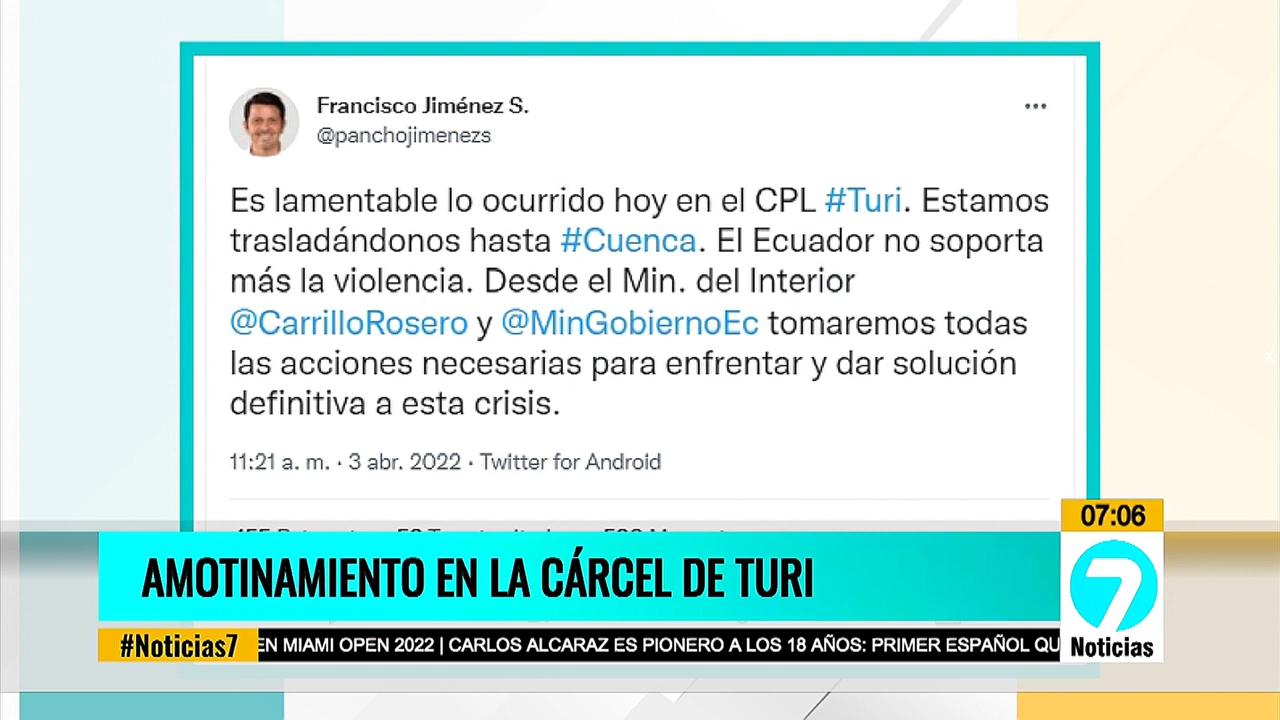 Francisco Jiménez S.
@panchojimenezs
Es lamentable lo ocurrido hoy en el CPL #Turi. Estamos
trasladándonos hasta #Cuenca. El Ecuador no soporta
más la violencia. Desde el Min. del Interior
@CarrilloRosero y @MinGobiernoEc tomaremos todas
las acciones necesarias para enfrentar y dar solución
definitiva a esta crisis.
11:21 a. m. · 3 abr. 2022 · Twitter for Android
07:06
AMOTINAMIENTO EN LA CÁRCEL DE TURI
7
Noticias
#Noticias7
EN MIAMI OPEN 2022 | CARLOS ALCARAZ ES PIONERO A LOS 18 AÑOS: PRIMER ESPAÑOL QU